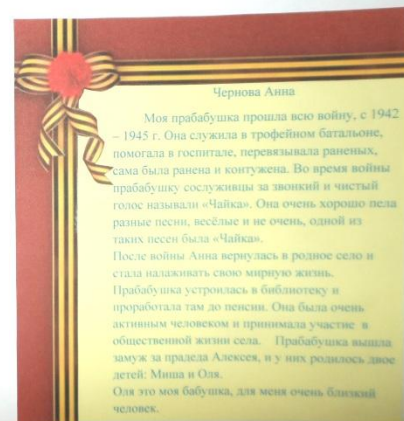 Чернова Анна
Моя прабабушка прошла всю войну, с 1942
– 1945 г. Она служила в трофейном батальоне,
помогала в госпитале, перевязывала раненых,
сама была ранена и контужена. Во время войны
прабабушку сослуживцы за звонкий и чистый
голос называли «Чайка». Она очень хорошо пела
разные песни, весёлые и не очень, одной из
таких песен была «Чайка».
После войны Анна вернулась в родное село и
стала налаживать свою мирную жизнь.
Прабабушка устроилась в библиотеку и
проработала там до пенсии. Она была очень
активным человеком и принимала участие в
общественной жизни села. Прабабушка вышла
замуж за прадеда Алексея, и у них родилось двое
детей: Миша и Оля.
Оля это моя бабушка, для меня очень близкий
человек.